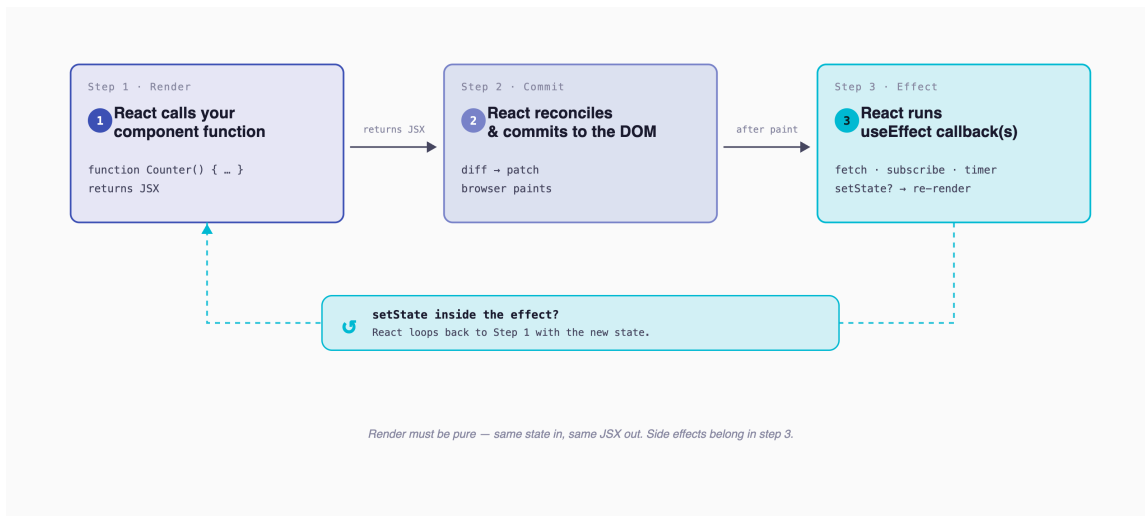 Step 1 · Render
1
React calls your
component function
function Counter() { … }
returns JSX
returns JSX
Step 2 · Commit
2
React reconciles
& commits to the DOM
diff → patch
browser paints
after paint
Step 3 · Effect
3
React runs
useEffect callback(s)
fetch · subscribe · timer
setState? → re-render
↺
setState inside the effect?
React loops back to Step 1 with the new state.
Render must be pure — same state in, same JSX out. Side effects belong in step 3.